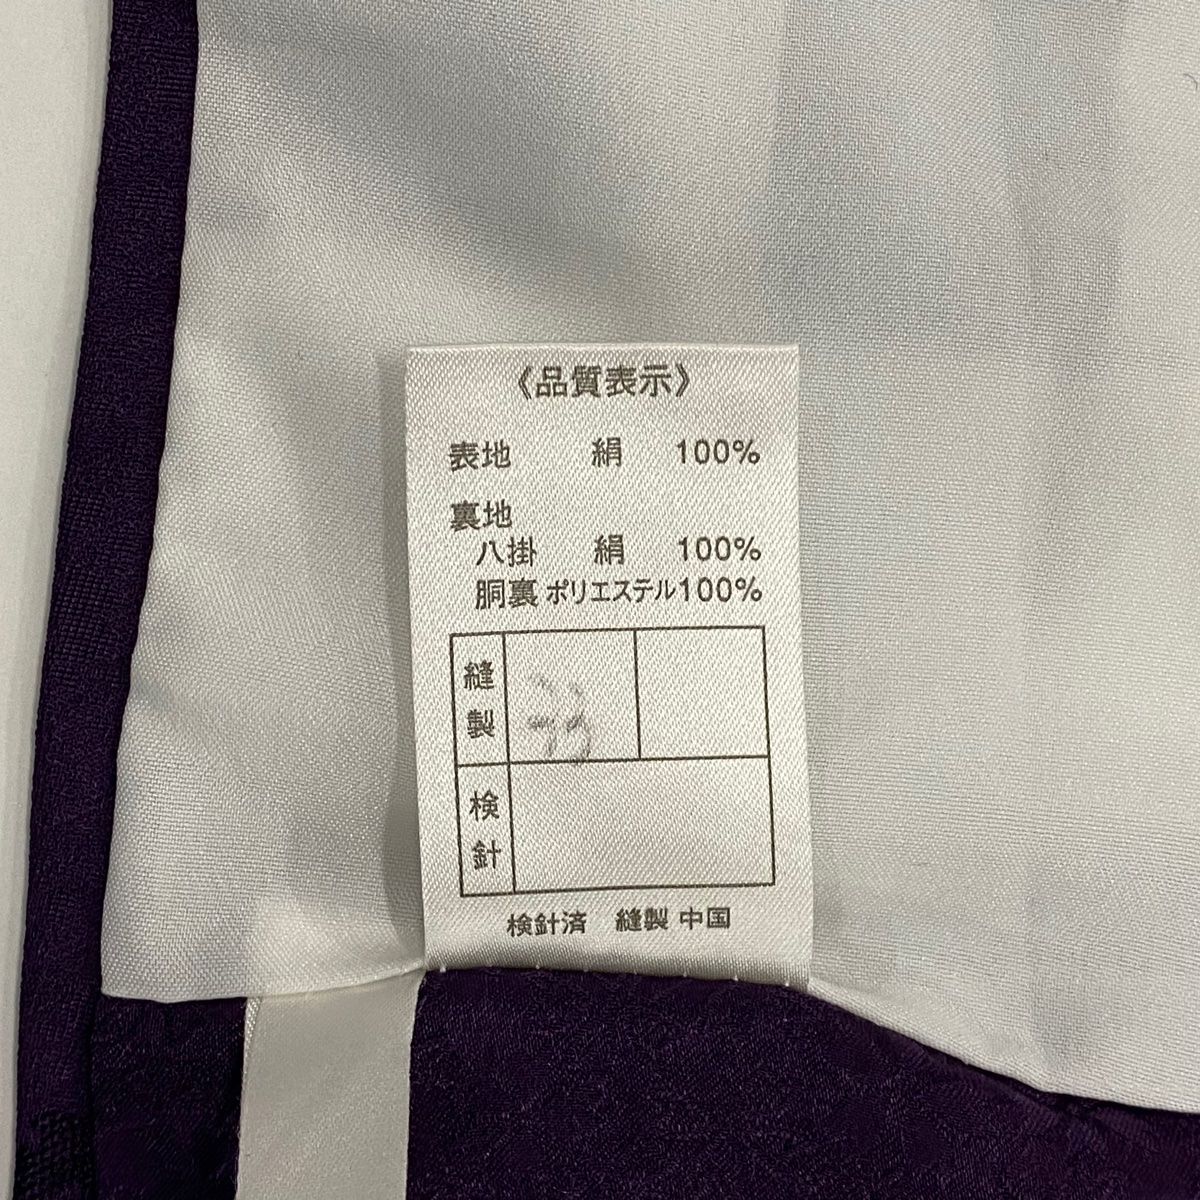 《品質表示》
表地 絹 100%
裏地
八掛 絹 100%
胴裏 ポリエステル100%
縫製
検針
検針済 縫製 中国